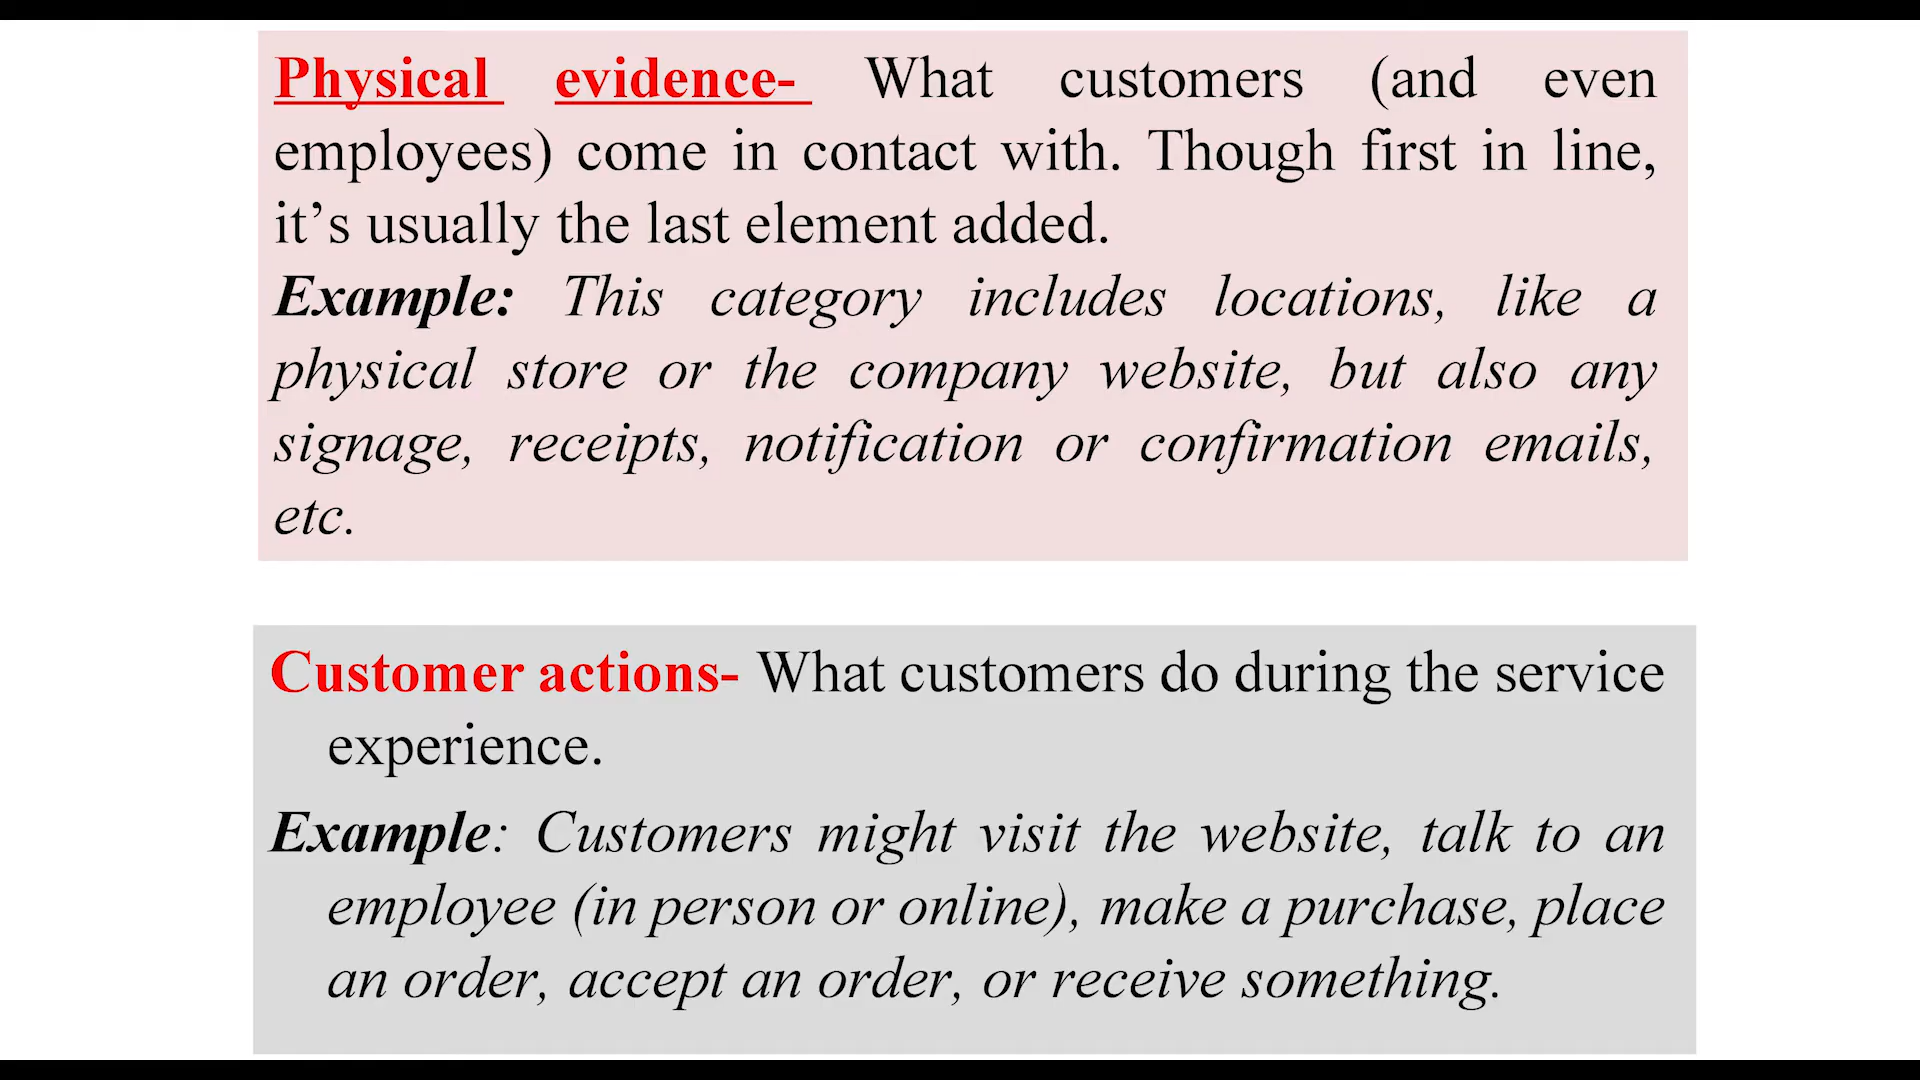 Physical evidence- What customers (and even
employees) come in contact with. Though first in line,
it’s usually the last element added.
Example: This category includes locations, like a
physical store or the company website, but also any
signage, receipts, notification or confirmation emails,
etc.
Customer actions- What customers do during the service
experience.
Example: Customers might visit the website, talk to an
employee (in person or online), make a purchase, place
an order, accept an order, or receive something.